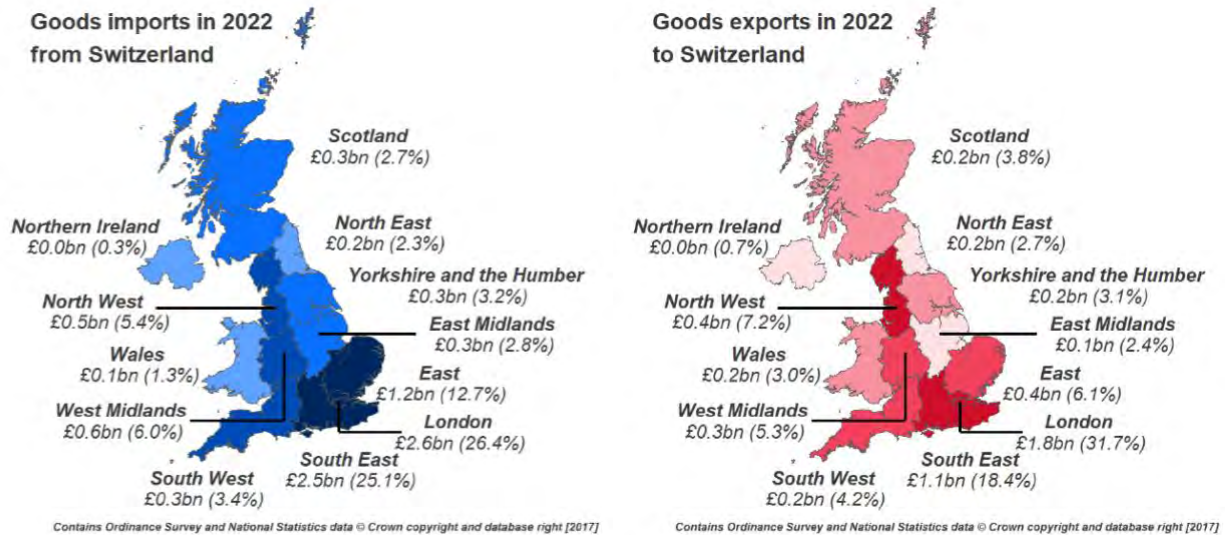 Goods imports in 2022
from Switzerland
Scotland
£0.3bn (2.7%)
Northern Ireland
£0.0bn (0.3%)
North East
£0.2bn (2.3%)
Yorkshire and the Humber
£0.3bn (3.2%)
North West
£0.5bn (5.4%)
East Midlands
£0.3bn (2.8%)
Wales
£0.1bn (1.3%)
East
£1.2bn (12.7%)
West Midlands
£0.6bn (6.0%)
London
£2.6bn (26.4%)
South East
£2.5bn (25.1%)
South West
£0.3bn (3.4%)
Contains Ordinance Survey and National Statistics data © Crown copyright and database right [2017]
Goods exports in 2022
to Switzerland
Scotland
£0.2bn (3.8%)
Northern Ireland
£0.0bn (0.7%)
North East
£0.2bn (2.7%)
Yorkshire and the Humber
£0.2bn (3.1%)
North West
£0.4bn (7.2%)
East Midlands
£0.1bn (2.4%)
Wales
£0.2bn (3.0%)
East
£0.4bn (6.1%)
West Midlands
£0.3bn (5.3%)
London
£1.8bn (31.7%)
South East
£1.1bn (18.4%)
South West
£0.2bn (4.2%)
Contains Ordinance Survey and National Statistics data © Crown copyright and database right [2017]